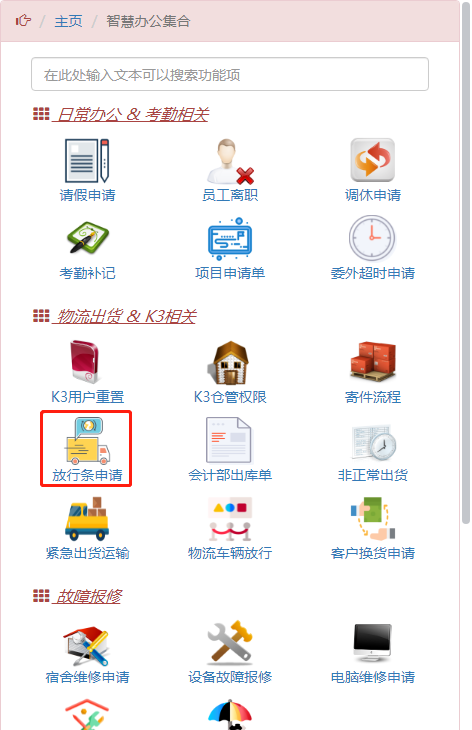 / 主页 / 智慧办公集合
在此处输入文本可以搜索功能项
日常办公 & 考勤相关
请假申请 员工离职 调休申请
考勤补记 项目申请单 委外超时申请
物流出货 & K3相关
K3用户重置 K3仓管权限 寄件流程
放行条申请 会计部出库单 非正常出货
紧急出货运输 物流车辆放行 客户换货申请
故障报修
宿舍维修申请 设备故障报修 电脑维修申请